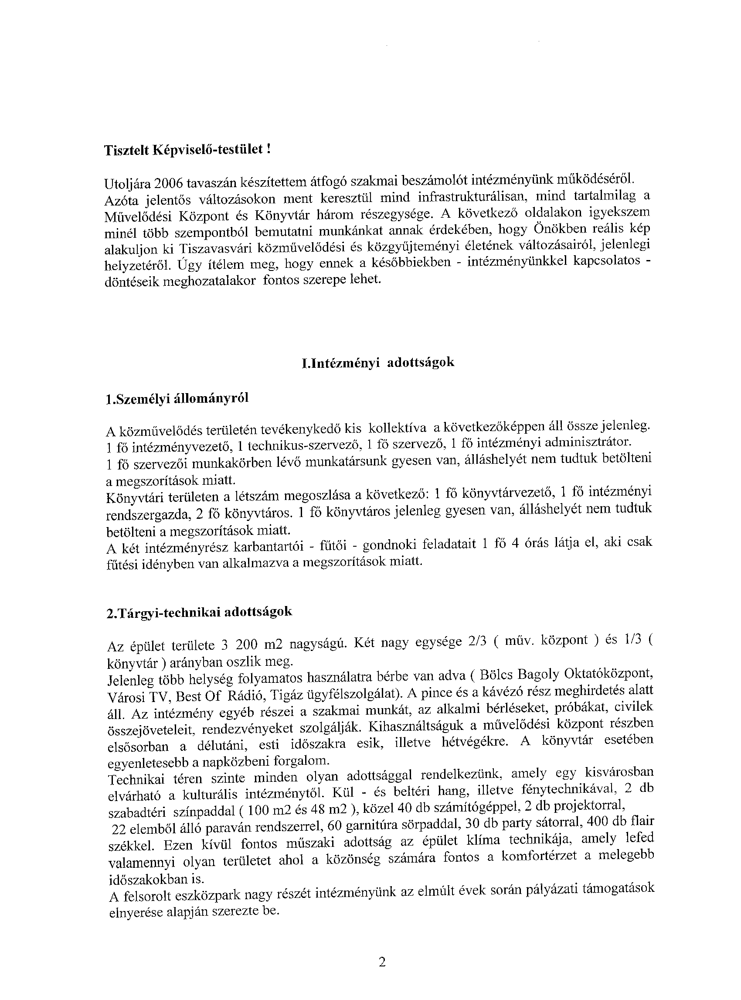 Tisztelt Képviselő-testület !
Utoljára 2006 tavaszán készítettem átfogó szakmai beszámolót intézményünk működéséről.
Azóta jelentős változásokon ment keresztül mind infrastrukturálisan, mind tartalmilag a
Művelődési Központ és Könyvtár három részegysége. A következő oldalakon igyekszem
minél több szempontból bemutatni munkánkat annak érdekében, hogy Önökben reális kép
alakuljon ki Tiszavasvári közművelődési és közgyűjteményi életének változásairól, jelenlegi
helyzetéről. Úgy ítélem meg, hogy ennek a későbbiekben - intézményünkkel kapcsolatos -
döntéseik meghozatalakor fontos szerepe lehet.
I.Intézményi adottságok
1.Személyi állományról
A közművelődés területén tevékenykedő kis kollektíva a következőképpen áll össze jelenleg.
1 fő intézményvezető, 1 technikus-szervező, 1 fő szervező, 1 fő intézményi adminisztrátor.
1 fő szervezői munkakörben lévő munkatársunk gyesen van, álláshelyét nem tudtuk betölteni
a megszorítások miatt.
Könyvtári területen a létszám megoszlása a következő: 1 fő könyvtárvezető, 1 fő intézményi
rendszergazda, 2 fő könyvtáros. 1 fő könyvtáros jelenleg gyesen van, álláshelyét nem tudtuk
betölteni a megszorítások miatt.
A két intézményrész karbantartói - fűtői - gondnoki feladatait 1 fő 4 órás látja el, aki csak
fűtési idényben van alkalmazva a megszorítások miatt.
2.Tárgyi-technikai adottságok
Az épület területe 3 200 m2 nagyságú. Két nagy egysége 2/3 ( műv. központ ) és 1/3 (
könyvtár ) arányban oszlik meg.
Jelenleg több helység folyamatos használatra bérbe van adva ( Bölcs Bagoly Oktatóközpont,
Városi TV, Best Of Rádió, Tigáz ügyfélszolgálat). A pince és a kávézó rész meghirdetés alatt
áll. Az intézmény egyéb részei a szakmai munkát, az alkalmi bérléseket, próbákat, civilek
összejöveteleit, rendezvényeket szolgálják. Kihasználtságuk a művelődési központ részben
elsősorban a délutáni, esti időszakra esik, illetve hétvégékre. A könyvtár esetében
egyenletesebb a napközbeni forgalom.
Technikai téren szinte minden olyan adottsággal rendelkezünk, amely egy kisvárosban
elvárható a kulturális intézménytől. Kül - és beltéri hang, illetve fénytechnikával, 2 db
szabadtéri színpaddal ( 100 m2 és 48 m2 ), közel 40 db számítógéppel, 2 db projektorral,
22 elemből álló paraván rendszerrel, 60 garnitúra sörpaddal, 30 db party sátorral, 400 db flair
székkel. Ezen kívül fontos műszaki adottság az épület klíma technikája, amely lefed
valamennyi olyan területet ahol a közönség számára fontos a komfortérzet a melegebb
időszakokban is.
A felsorolt eszközpark nagy részét intézményünk az elmúlt évek során pályázati támogatások
elnyerése alapján szerezte be.
2